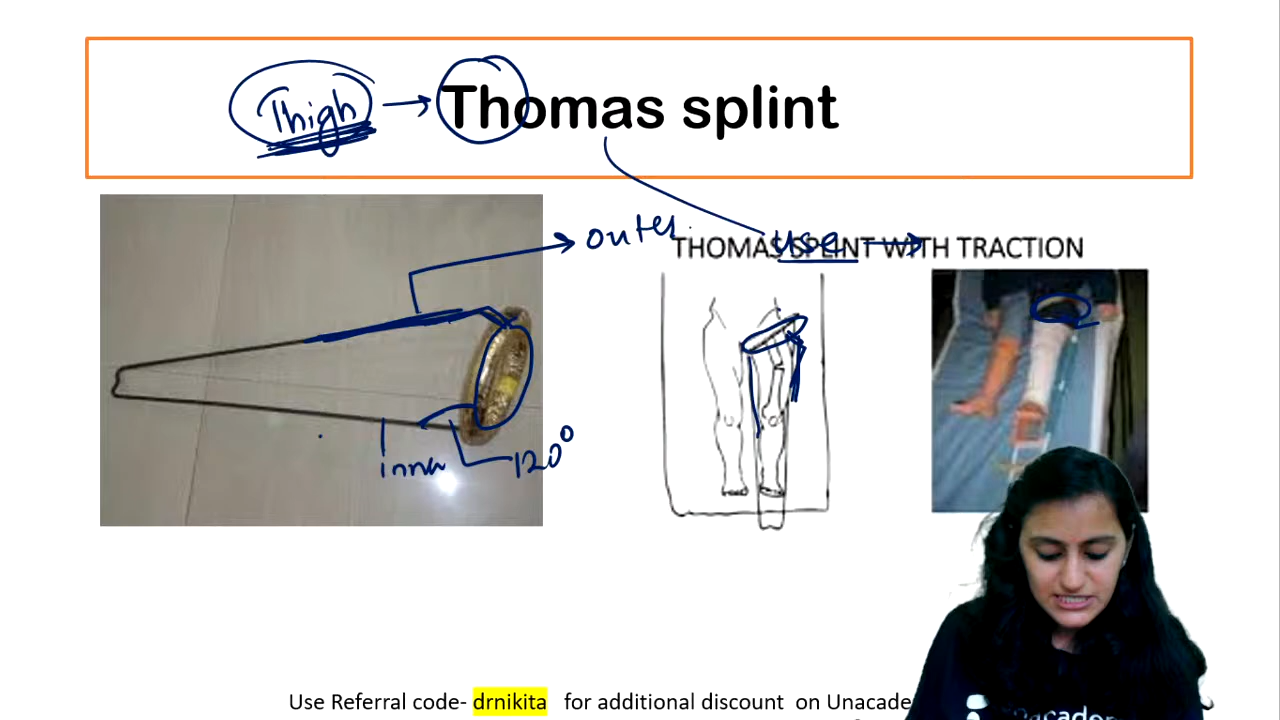 Thigh → Thomas splint
outer
THOMAS SPLINT WITH TRACTION
use →
inner
120°
Use Referral code- drnikita for additional discount on Unacade